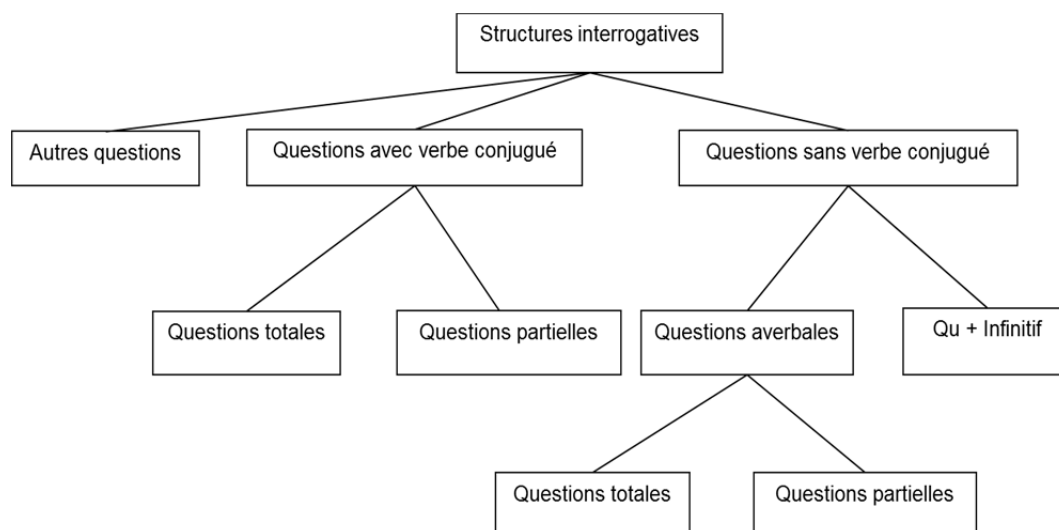 Structures interrogatives
Autres questions
Questions avec verbe conjugué
Questions sans verbe conjugué
Questions totales
Questions partielles
Questions averbales
Qu + Infinitif
Questions totales
Questions partielles